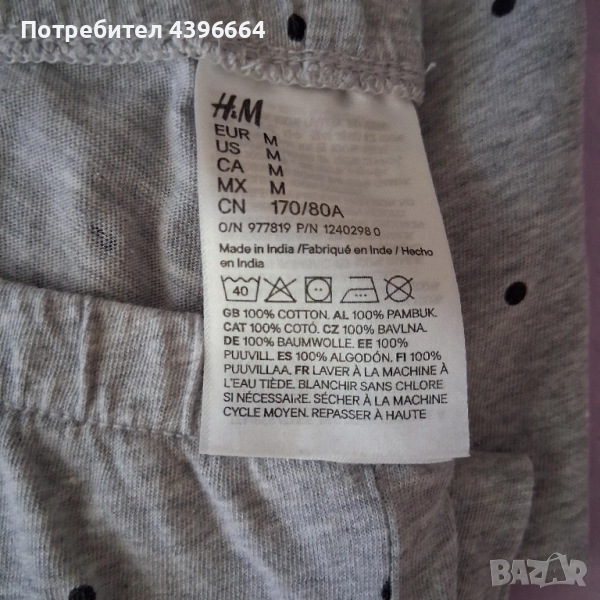 Потребител 4396664
H&M
EUR M
US M
CA M
MX M
CN 170/80A
O/N 977819 P/N 1240298 0
Made in India /Fabriqué en Inde / Hecho
en India
40
GB 100% COTTON. AL 100% PAMBUK.
CAT 100% COTÓ. CZ 100% BAVLNA.
DE 100% BAUMWOLLE. EE 100%
PUUVILL. ES 100% ALGODÓN. FI 100%
PUUVILLAA. FR LAVER À LA MACHINE À
L'EAU TIÈDE. BLANCHIR SANS CHLORE
SI NÉCESSAIRE. SÉCHER À LA MACHINE
CYCLE MOYEN. REPASSER À HAUTE
BAZAR